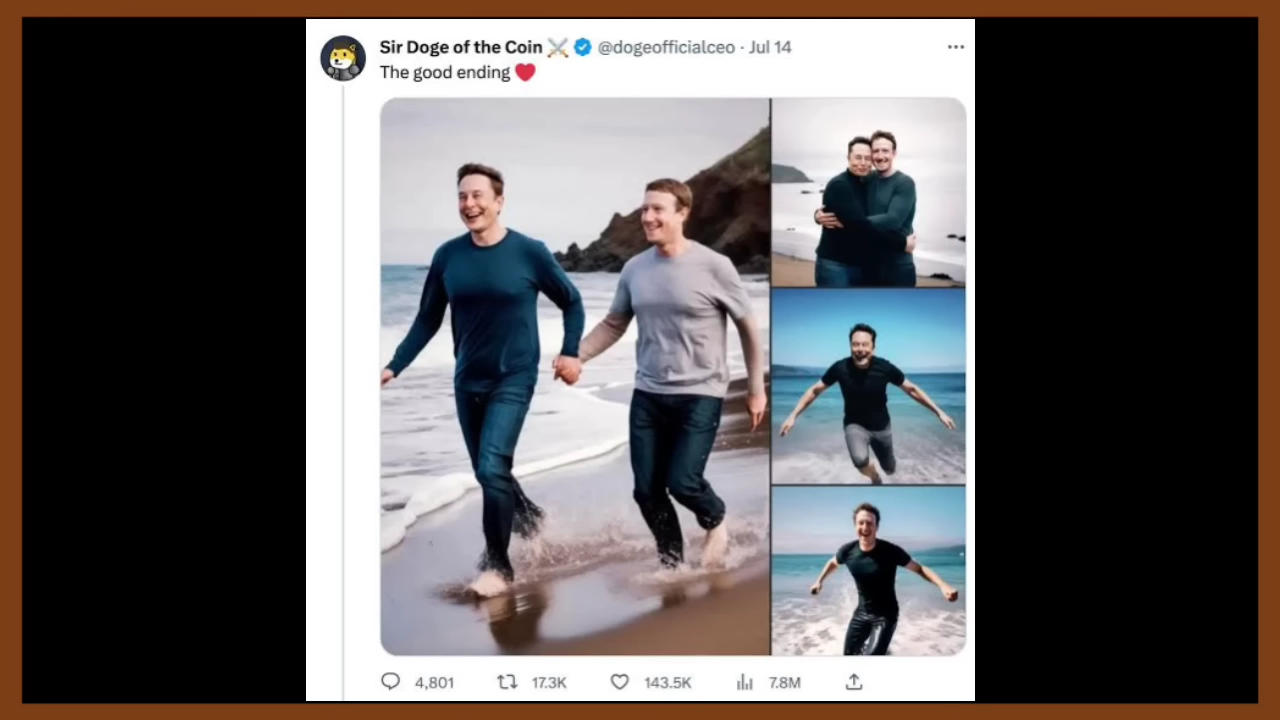 Sir Doge of the Coin ⚔️ @dogeofficialceo · Jul 14
The good ending ❤️
4,801 17.3K 143.5K 7.8M